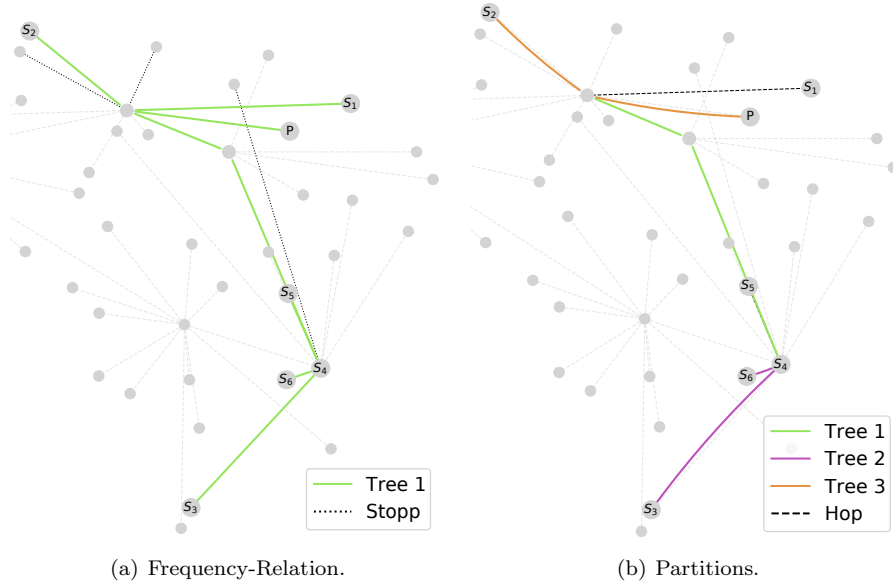 S2
S1
P
S5
S4
S6
S3
Tree 1
Stopp
(a) Frequency-Relation.
S2
S1
P
S5
S4
S6
S3
Tree 1
Tree 2
Tree 3
Hop
(b) Partitions.